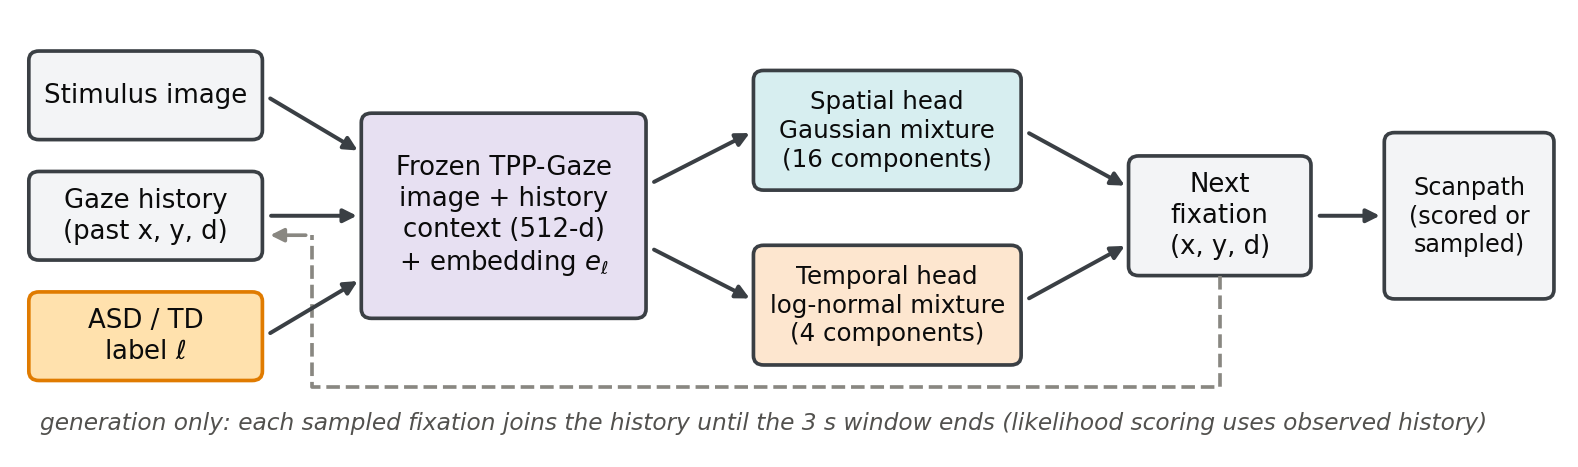 Stimulus image
Gaze history
(past x, y, d)
ASD / TD
label ℓ
Frozen TPP-Gaze
image + history
context (512-d)
+ embedding eℓ
Spatial head
Gaussian mixture
(16 components)
Temporal head
log-normal mixture
(4 components)
Next
fixation
(x, y, d)
Scanpath
(scored or
sampled)
generation only: each sampled fixation joins the history until the 3 s window ends (likelihood scoring uses observed history)